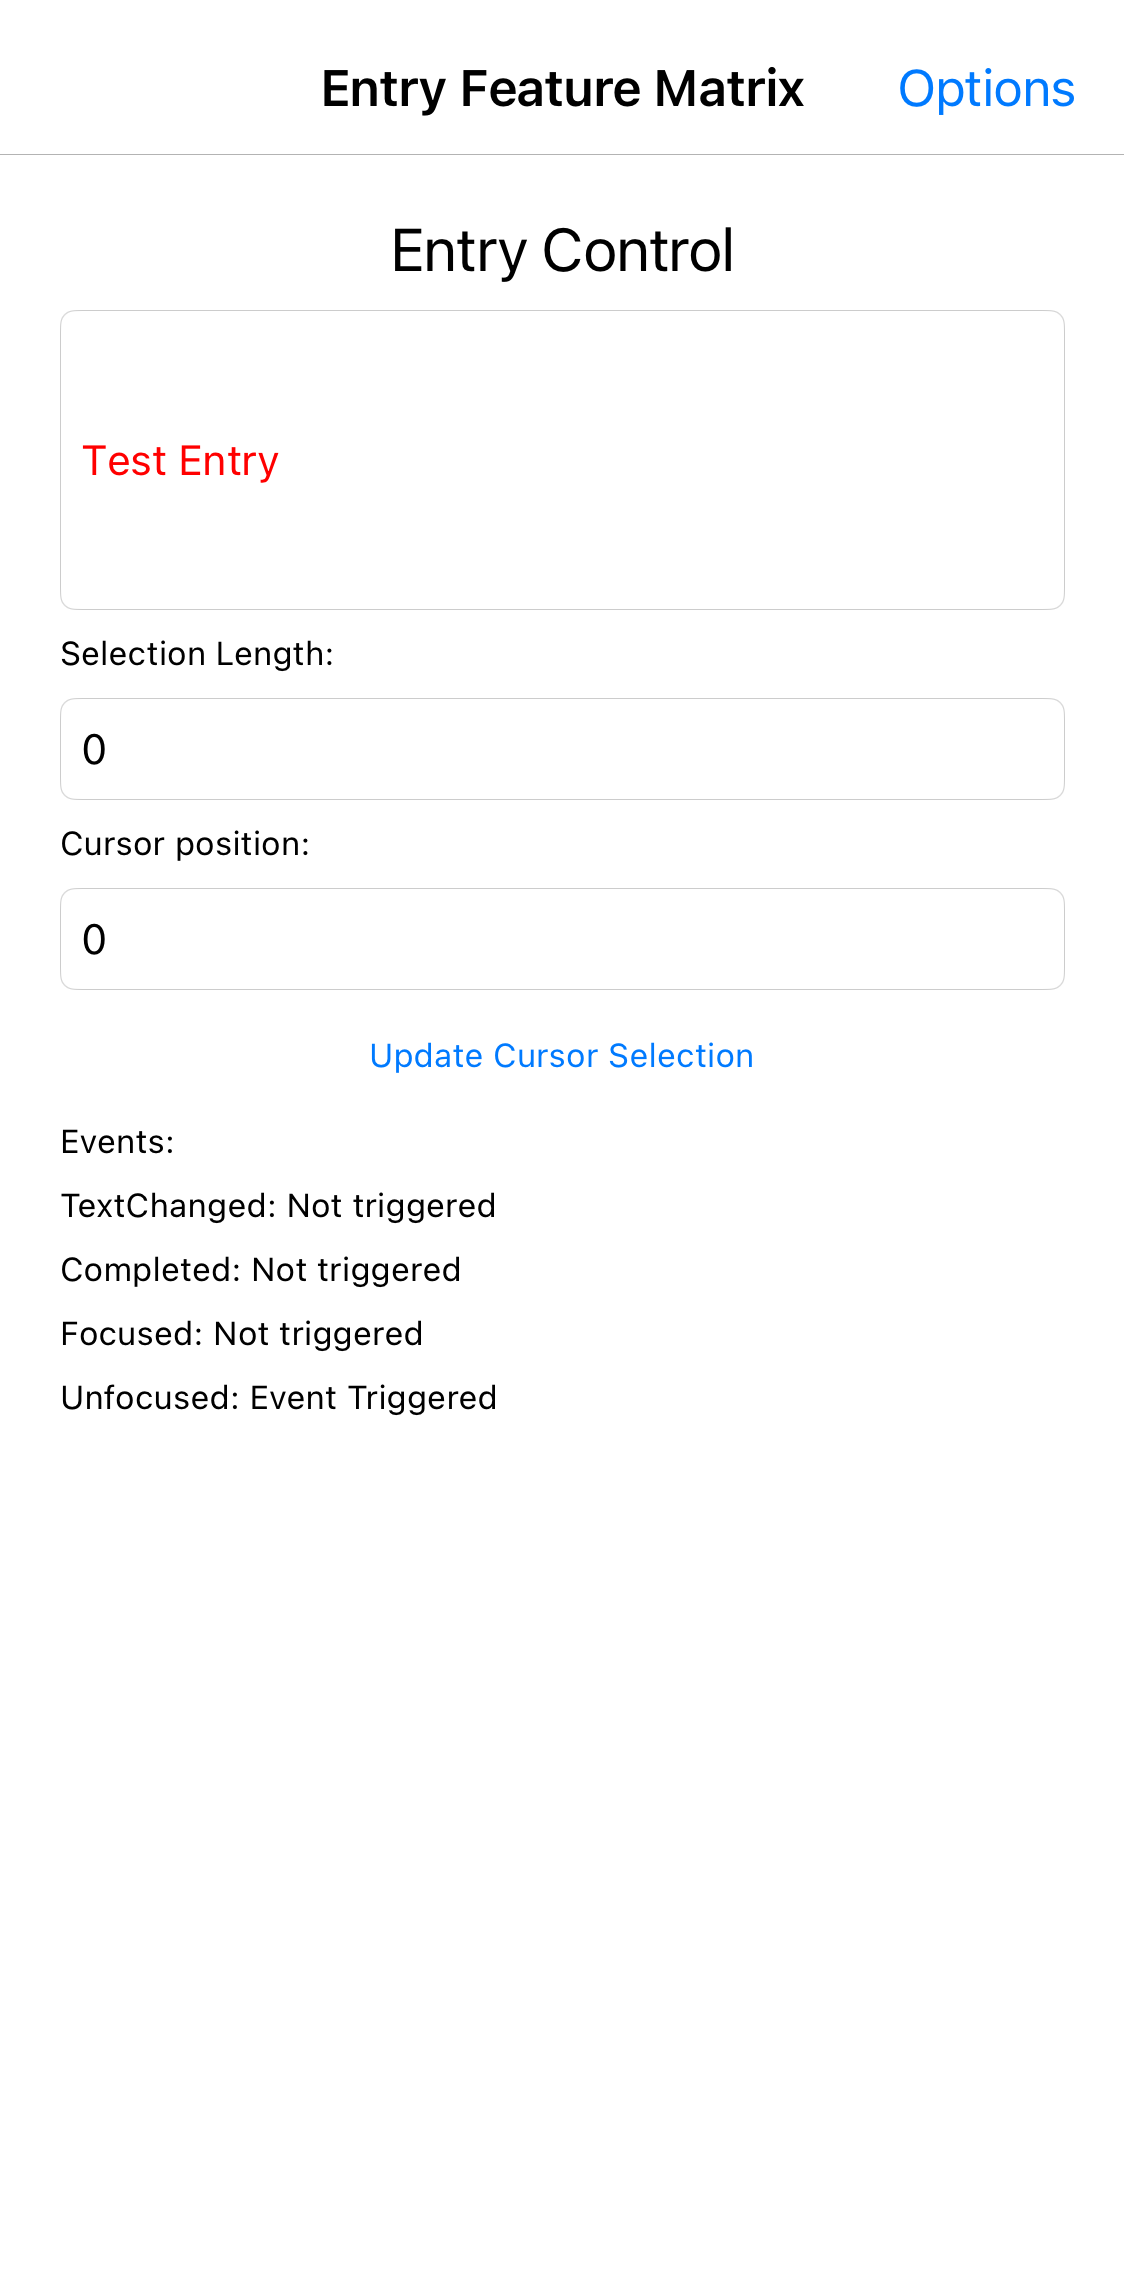 Entry Feature Matrix Options
Entry Control
Test Entry
Selection Length:
0
Cursor position:
0
Update Cursor Selection
Events:
TextChanged: Not triggered
Completed: Not triggered
Focused: Not triggered
Unfocused: Event Triggered